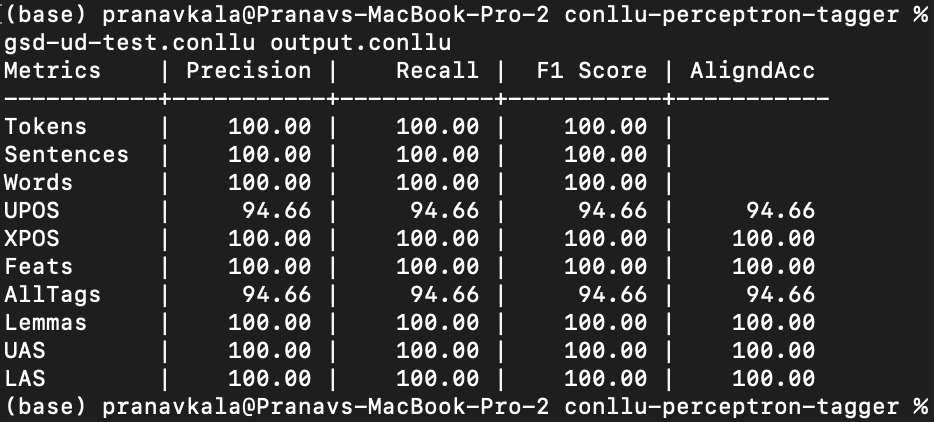 (base) pranavkala@Pranavs-MacBook-Pro-2 conllu-perceptron-tagger %
gsd-ud-test.conllu output.conllu
Metrics    | Precision |    Recall |  F1 Score | AligndAcc
-----------+-----------+-----------+-----------+-----------
Tokens     |    100.00 |    100.00 |    100.00 |
Sentences  |    100.00 |    100.00 |    100.00 |
Words      |    100.00 |    100.00 |    100.00 |
UPOS       |     94.66 |     94.66 |     94.66 |     94.66
XPOS       |    100.00 |    100.00 |    100.00 |    100.00
Feats      |    100.00 |    100.00 |    100.00 |    100.00
AllTags    |     94.66 |     94.66 |     94.66 |     94.66
Lemmas     |    100.00 |    100.00 |    100.00 |    100.00
UAS        |    100.00 |    100.00 |    100.00 |    100.00
LAS        |    100.00 |    100.00 |    100.00 |    100.00
(base) pranavkala@Pranavs-MacBook-Pro-2 conllu-perceptron-tagger %